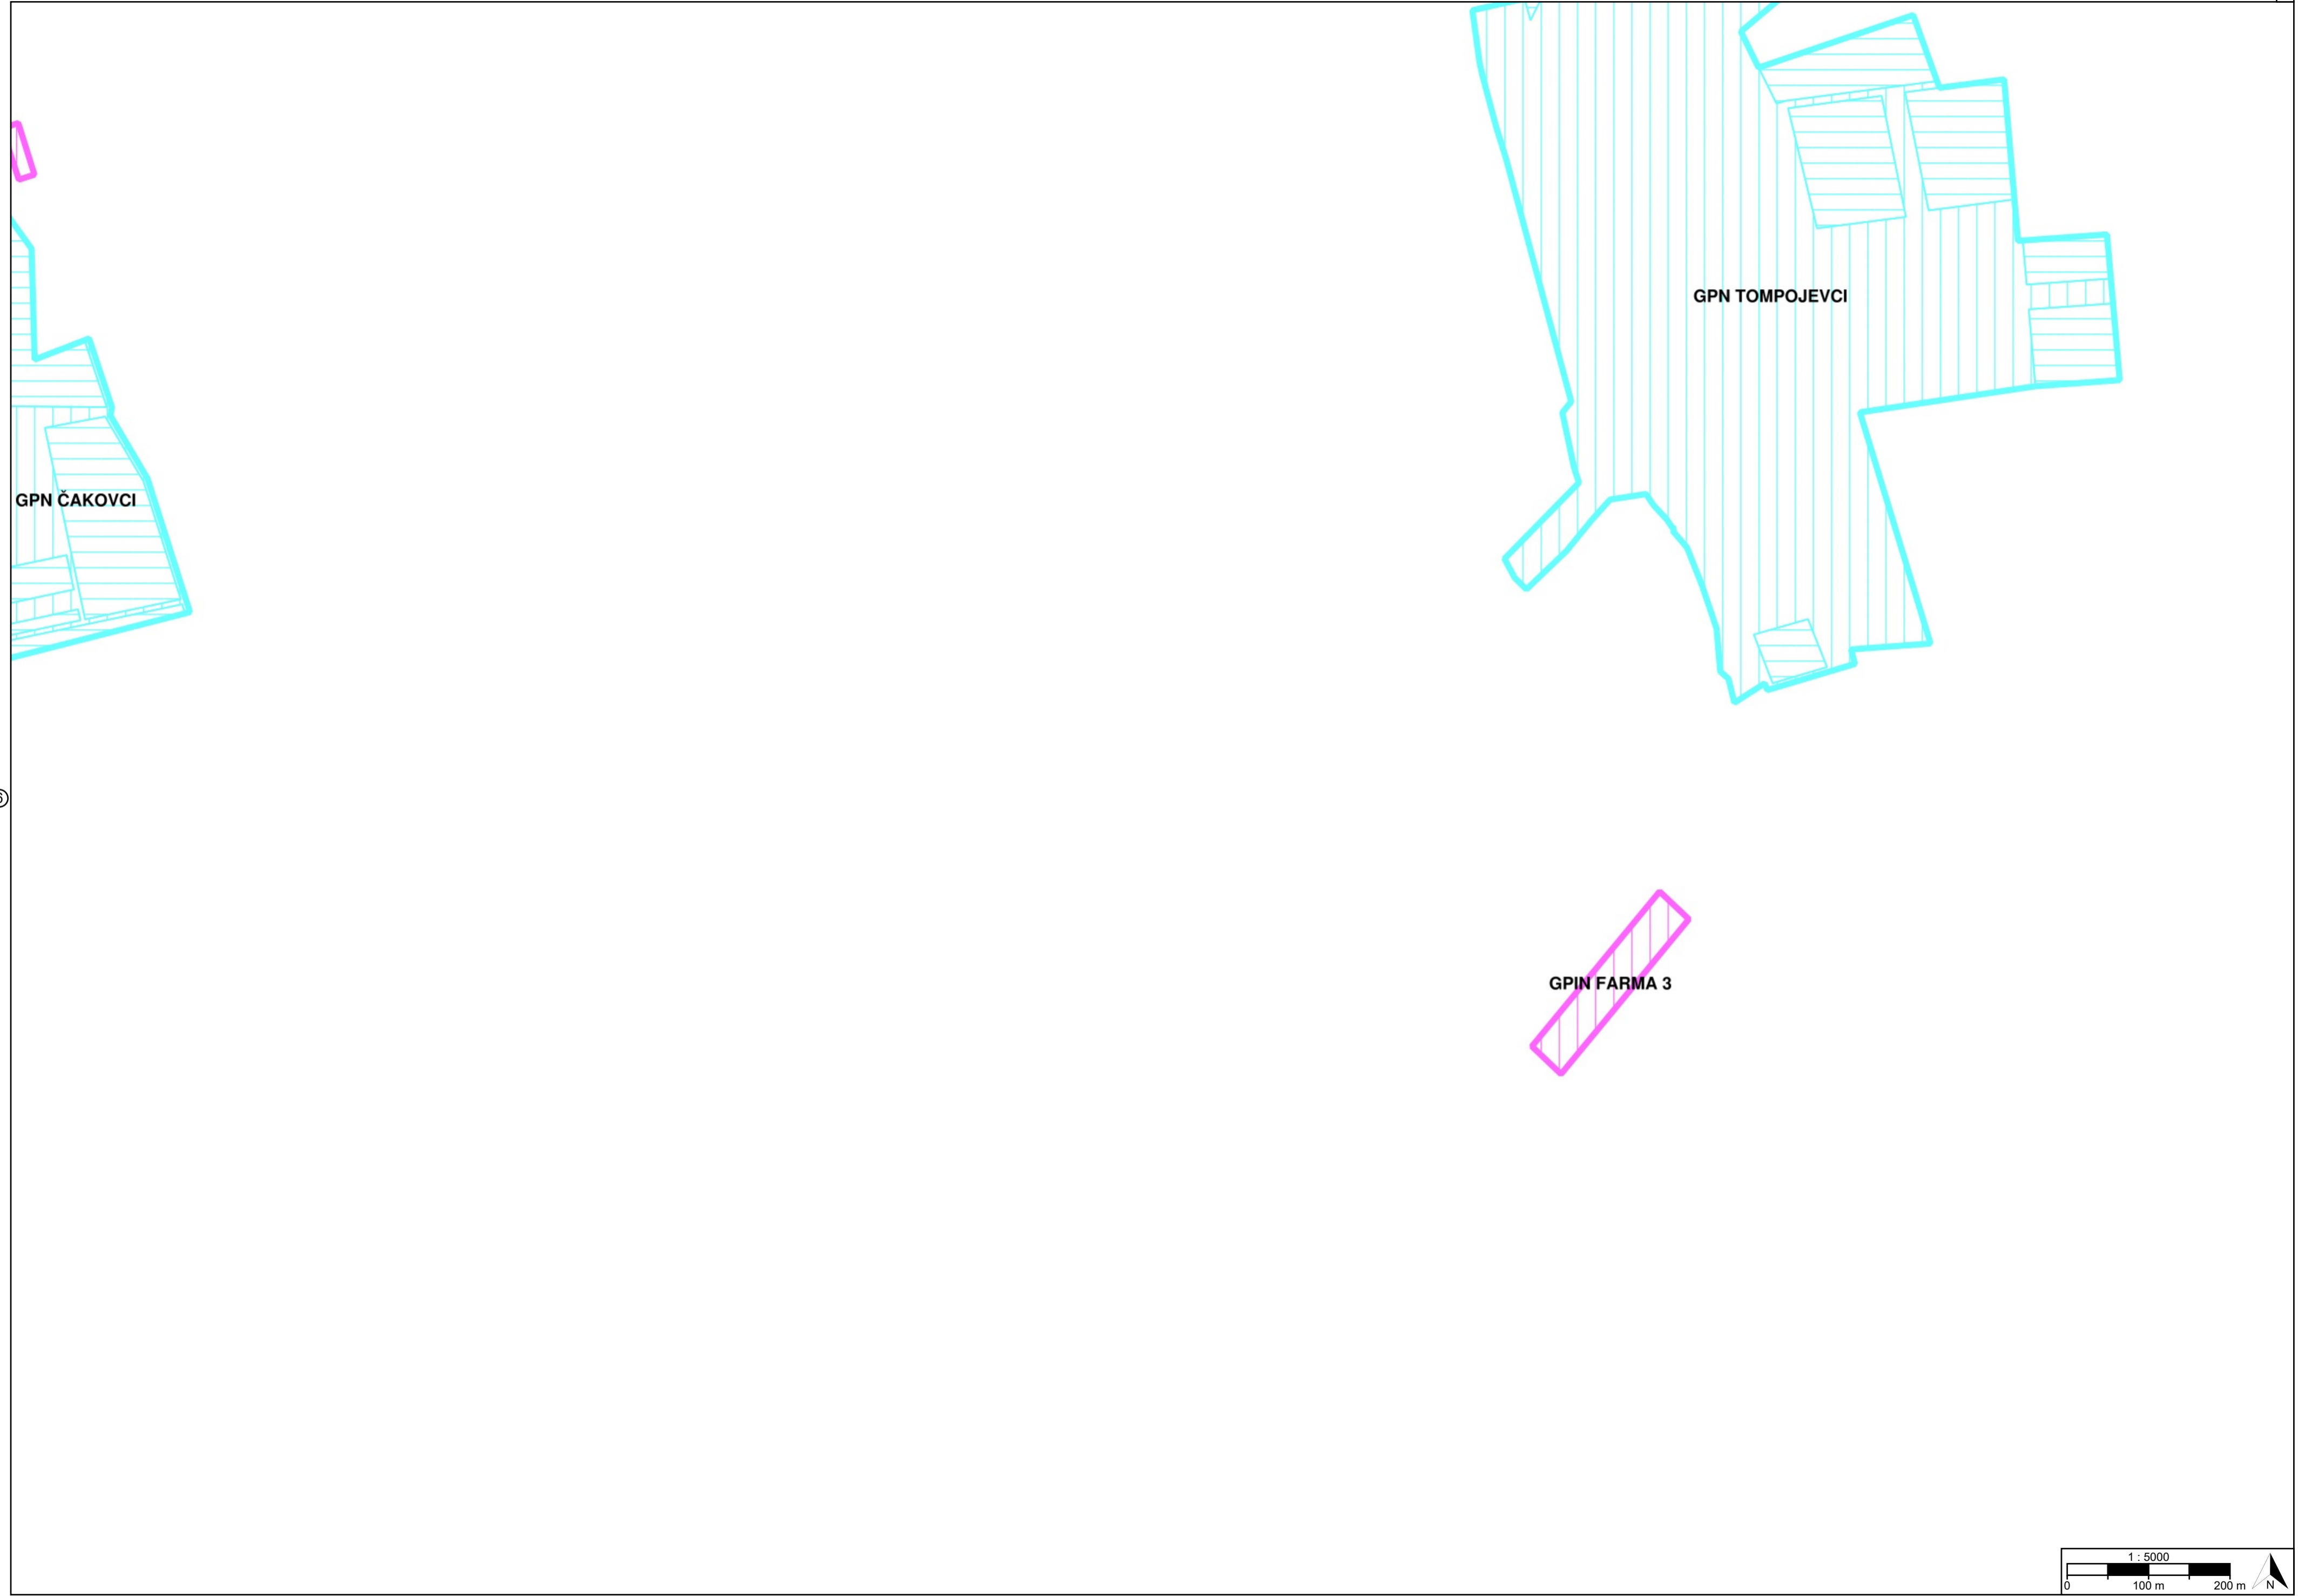 GPN TOMPOJEVCI
GPN ČAKOVCI
GPIN FARMA 3
1 : 5000
0 100 m 200 m
N